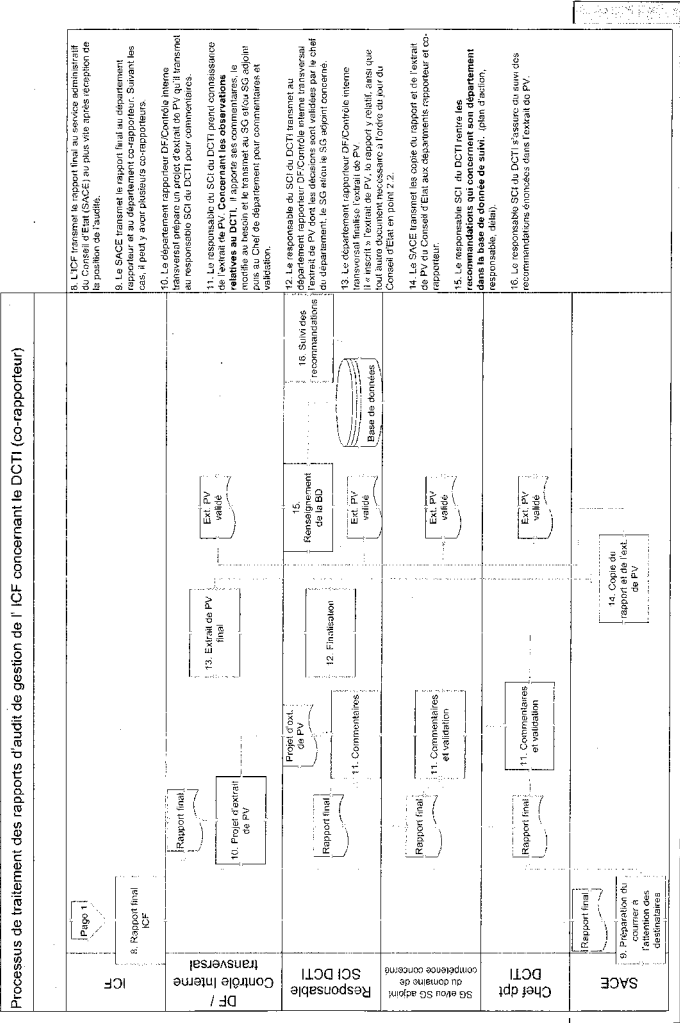 Processus de traitement des rapports d'audit de gestion de l' ICF concernant le DCTI (co-rapporteur)
ICF
Page 1
8. Rapport final
ICF
8. L'ICF transmet le rapport final au service administratif
du Conseil d'Etat (SACE) au plus vite après réception de
la position de l'audité.
9. Le SACE transmet le rapport final au département
rapporteur et au département co-rapporteur. Suivant les
cas, il peut y avoir plusieurs co-rapporteurs.
DF /
Contrôle Interne
transversal
Rapport final
10. Projet d'extrait
de PV
13. Extrait de PV
final
Ext. PV
validé
10. Le département rapporteur DF/Contrôle interne
transversal prépare un projet d'extrait de PV qu'il transmet
au responsable SCI du DCTI pour commentaires.
11. Le responsable du SCI du DCTI prend connaissance
de l'extrait de PV. Concernant les observations
relatives au DCTI, il apporte ses commentaires, le
modifie au besoin et le transmet au SG et/ou SG adjoint
puis au Chef de département pour commentaires et
validation.
Responsable
SCI DCTI
Rapport final
Projet d'ext.
de PV
11. Commentaires
12. Finalisation
15.
Renseignement
de la BD
Ext. PV
validé
Base de données
16. Suivi des
recommandations
12. Le responsable du SCI du DCTI transmet au
département rapporteur DF/Contrôle interne transversal
l'extrait de PV dont les décisions sont validées par le chef
du département, le SG et/ou le SG adjoint concerné.
13. Le département rapporteur DF/Contrôle interne
transversal finalise l'extrait de PV.
Il « inscrit » l'extrait de PV, le rapport y relatif, ainsi que
tout autre document nécessaire à l'ordre du jour du
Conseil d'Etat en point 2.2.
SG et/ou SG adjoint
du domaine de
compétence concerné
Rapport final
11. Commentaires
et validation
Ext. PV
validé
14. Le SACE transmet les copie du rapport et de l'extrait
de PV du Conseil d'Etat aux départements rapporteur et co-
rapporteur.
15. Le responsable SCI du DCTI rentre les
recommandations qui concernent son département
dans la base de donnée de suivi. (plan d'action,
responsable, délai).
Chef dpt
DCTI
Rapport final
11. Commentaires
et validation
Ext. PV
validé
16. Le responsable SCI du DCTI s'assure du suivi des
recommandations énoncées dans l'extrait de PV.
SACE
Rapport final
9. Préparation du
courrier à
l'attention des
destinataires
14. Copie du
rapport et de l'ext.
de PV